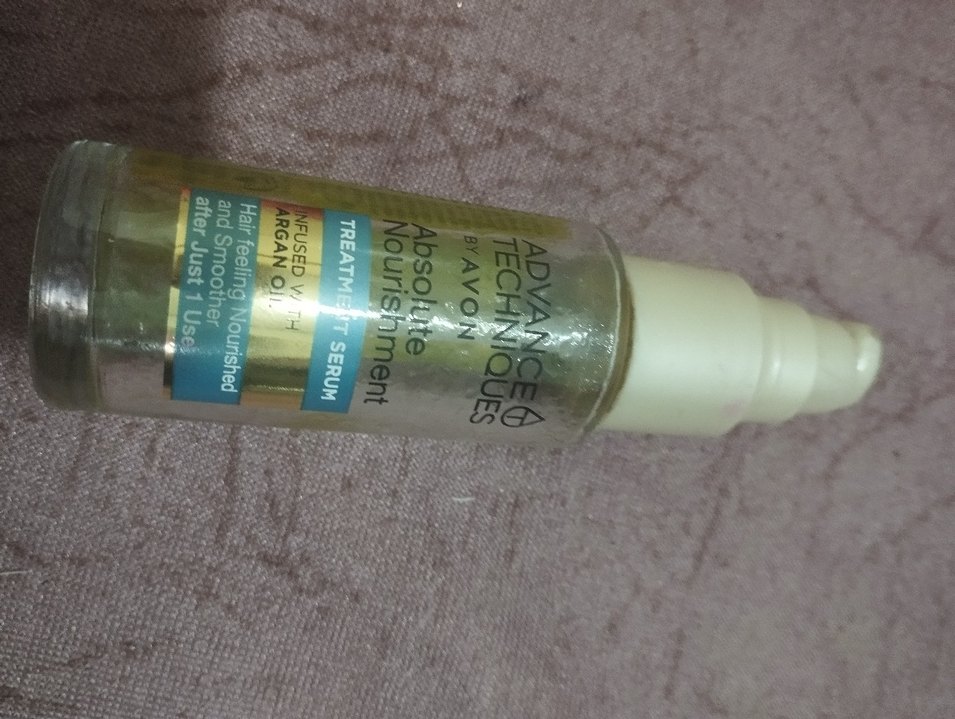 ADVANCE
TECHNIQUES
BY AVON
Absolute
Nourishment
TREATMENT SERUM
INFUSED WITH
ARGAN OIL
Hair feeling Nourished
and Smoother
after Just 1 Use